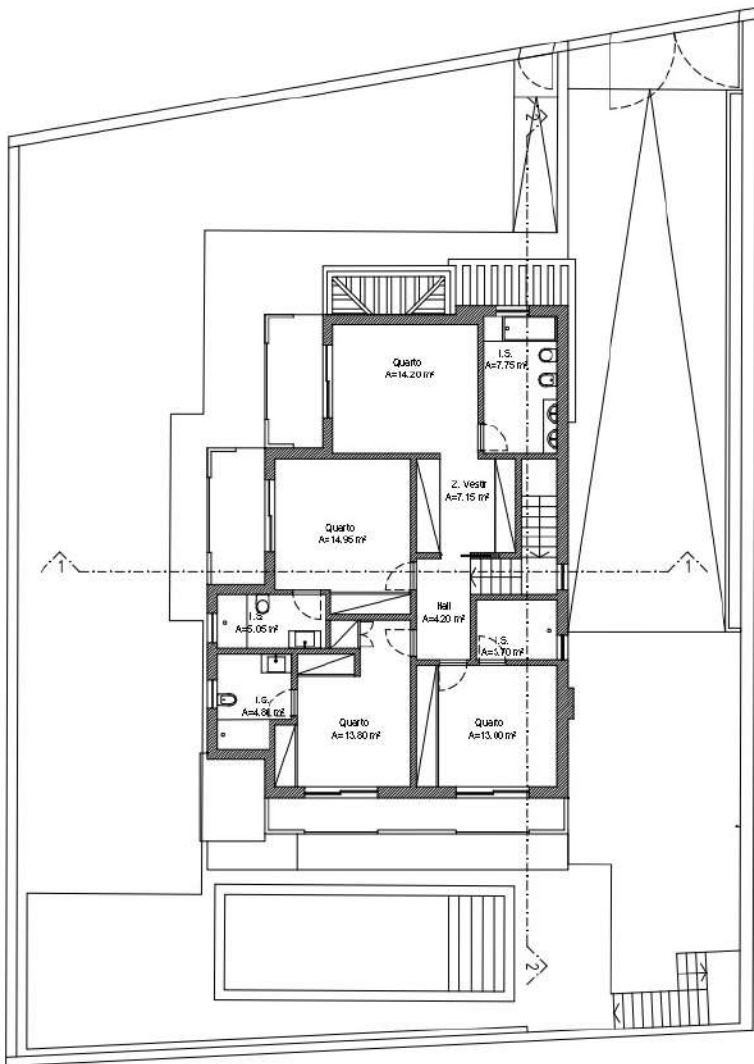 2
Quarto
A=14.20 m²
I.S.
A=7.75 m²
Z. Vestir
A=7.15 m²
Quarto
A=14.95 m²
1
1
Hall
A=4.20 m²
I.S.
A=5.05 m²
I.S.
I.S.
Quarto
A=13.80 m²
Quarto
A=13.00 m²
2